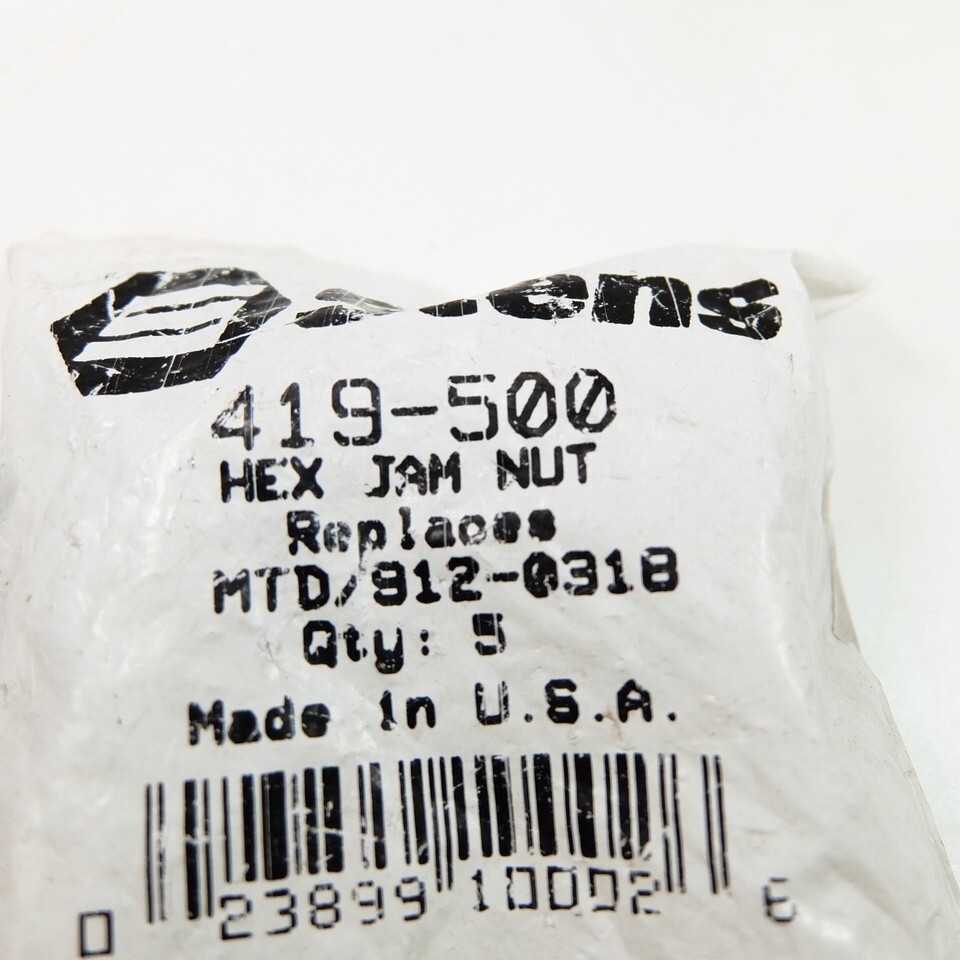 Stens
419-500
HEX JAM NUT
Replaces
MTD/912-0318
Qty: 5
Made in U.S.A.
0 23899 10002 6